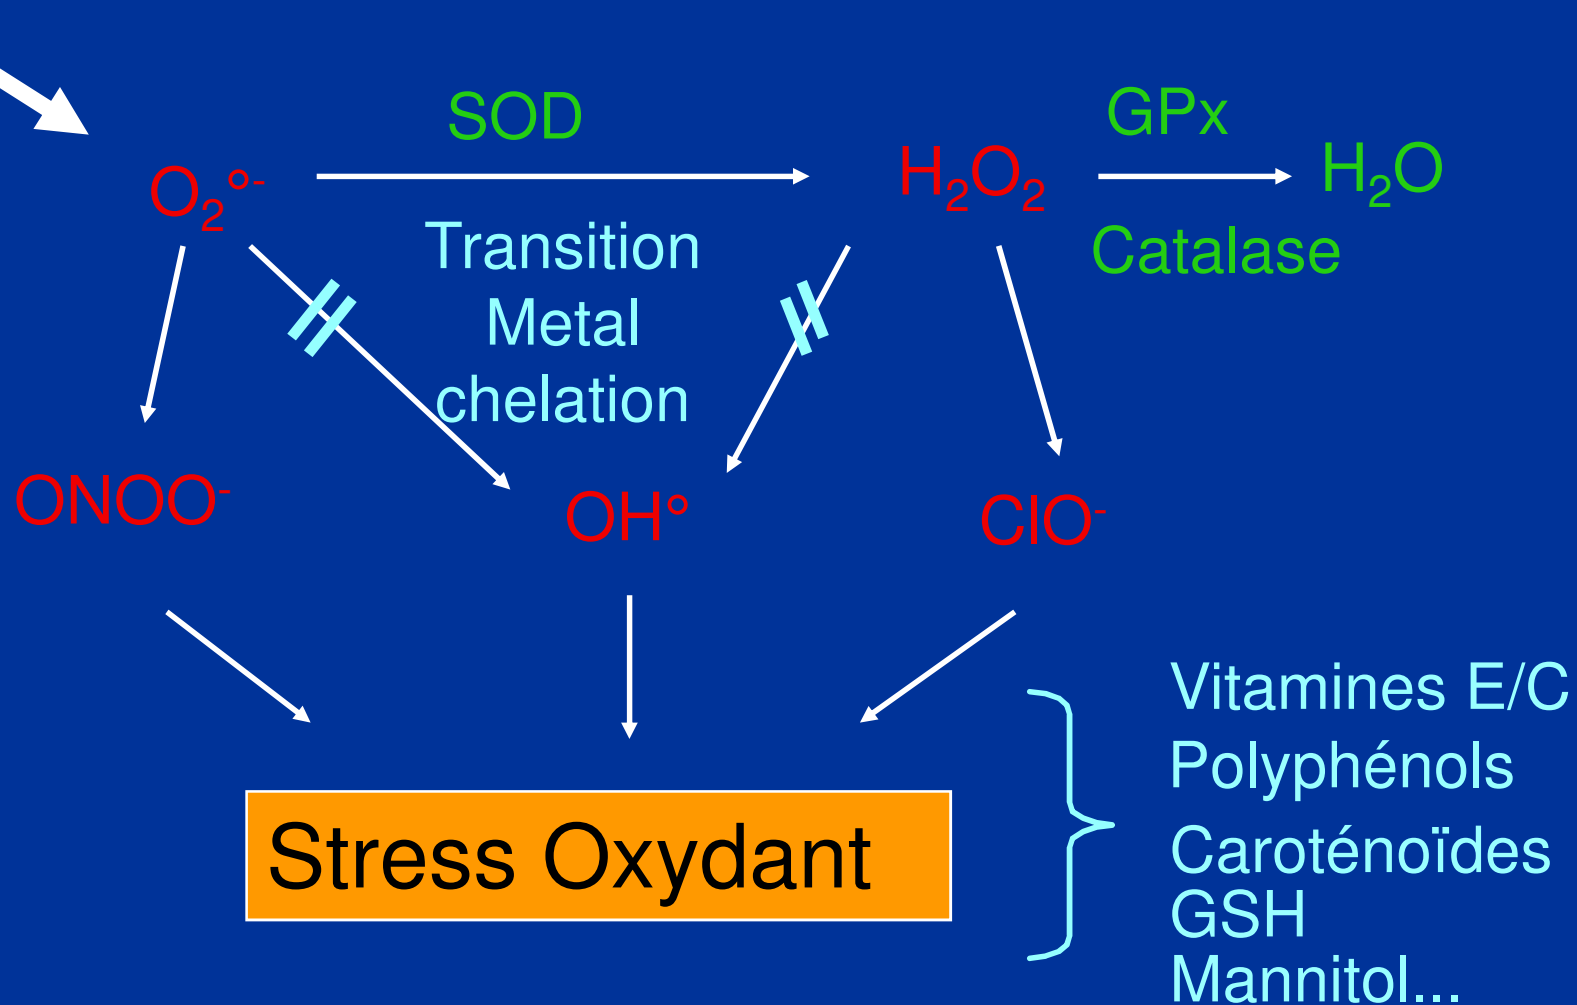 SOD
GPx
O₂°⁻
H₂O₂
H₂O
Transition
Metal
chelation
Catalase
ONOO⁻
OH°
ClO⁻
Stress Oxydant
Vitamines E/C
Polyphénols
Caroténoïdes
GSH
Mannitol...